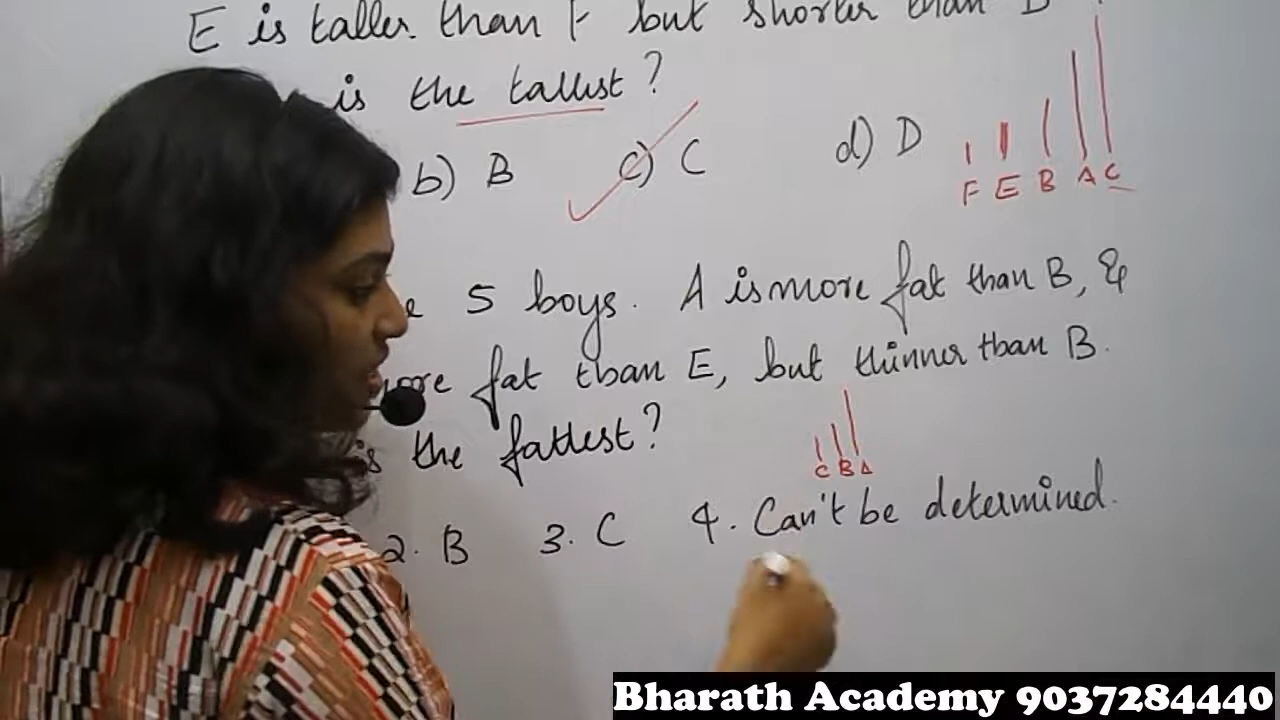 E is taller than F but shorter than D
is the tallest?
b) B c) C d) D
F E B A C
5 boys. A is more fat than B, &
more fat than E, but thinner than B.
is the fattest?
C B A
2. B 3. C 4. Can't be determined.
Bharath Academy 9037284440